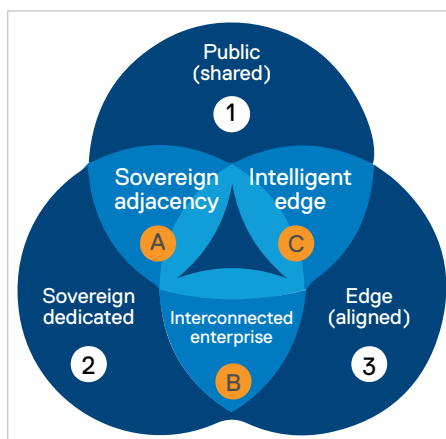 Public
(shared)
1
Sovereign
adjacency
A
Intelligent
edge
C
Sovereign
dedicated
2
Interconnected
enterprise
B
Edge
(aligned)
3